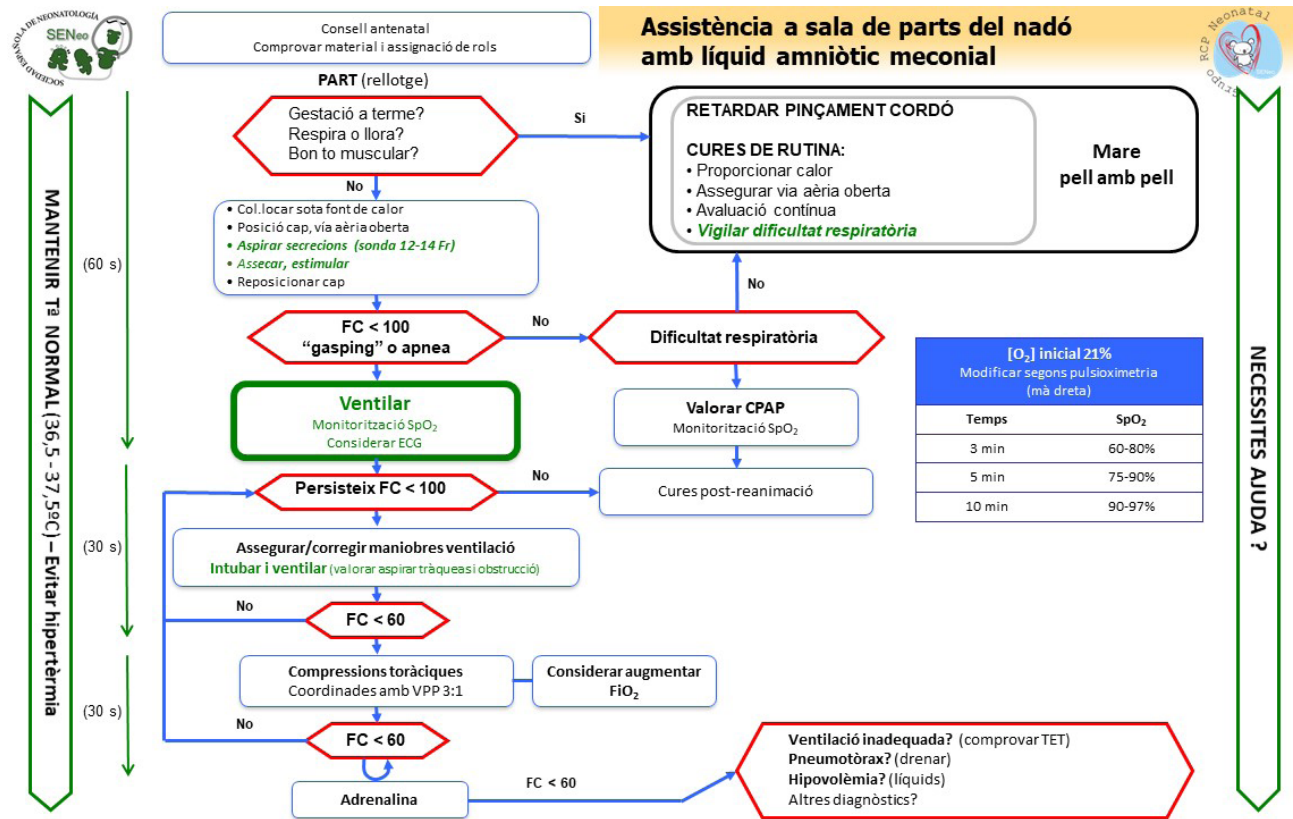 SOCIEDAD ESPAÑOLA DE NEONATOLOGÍA
SENeo
Consell antenatal
Comprovar material i assignació de rols
Assistència a sala de parts del nadó
amb líquid amniòtic meconial
Grupo RCP Neonatal
SENeo
PART (rellotge)
Gestació a terme?
Respira o llora?
Bon to muscular?
Si
RETARDAR PINÇAMENT CORDÓ
CURES DE RUTINA:
• Proporcionar calor
• Assegurar via aèria oberta
• Avaluació contínua
• Vigilar dificultat respiratòria
Mare
pell amb pell
No
• Col.locar sota font de calor
• Posició cap, vía aèria oberta
• Aspirar secrecions (sonda 12-14 Fr)
• Assecar, estimular
• Reposicionar cap
(60 s)
No
FC < 100
“gasping” o apnea
No
Dificultat respiratòria
Ventilar
Monitorització SpO₂
Considerar ECG
Valorar CPAP
Monitorització SpO₂
[O₂] inicial 21%
Modificar segons pulsioximetria
(mà dreta)
Temps SpO₂
3 min 60-80%
5 min 75-90%
10 min 90-97%
Persisteix FC < 100
No
Cures post-reanimació
(30 s)
Assegurar/corregir maniobres ventilació
Intubar i ventilar (valorar aspirar tràquea si obstrucció)
No
FC < 60
Compressions toràciques
Coordinades amb VPP 3:1
Considerar augmentar
FiO₂
(30 s)
No
FC < 60
Adrenalina
FC < 60
Ventilació inadequada? (comprovar TET)
Pneumotòrax? (drenar)
Hipovolèmia? (líquids)
Altres diagnòstics?
MANTENIR Tª NORMAL (36,5 - 37,5ºC) – Evitar hipertèrmia
NECESSITES AJUDA ?